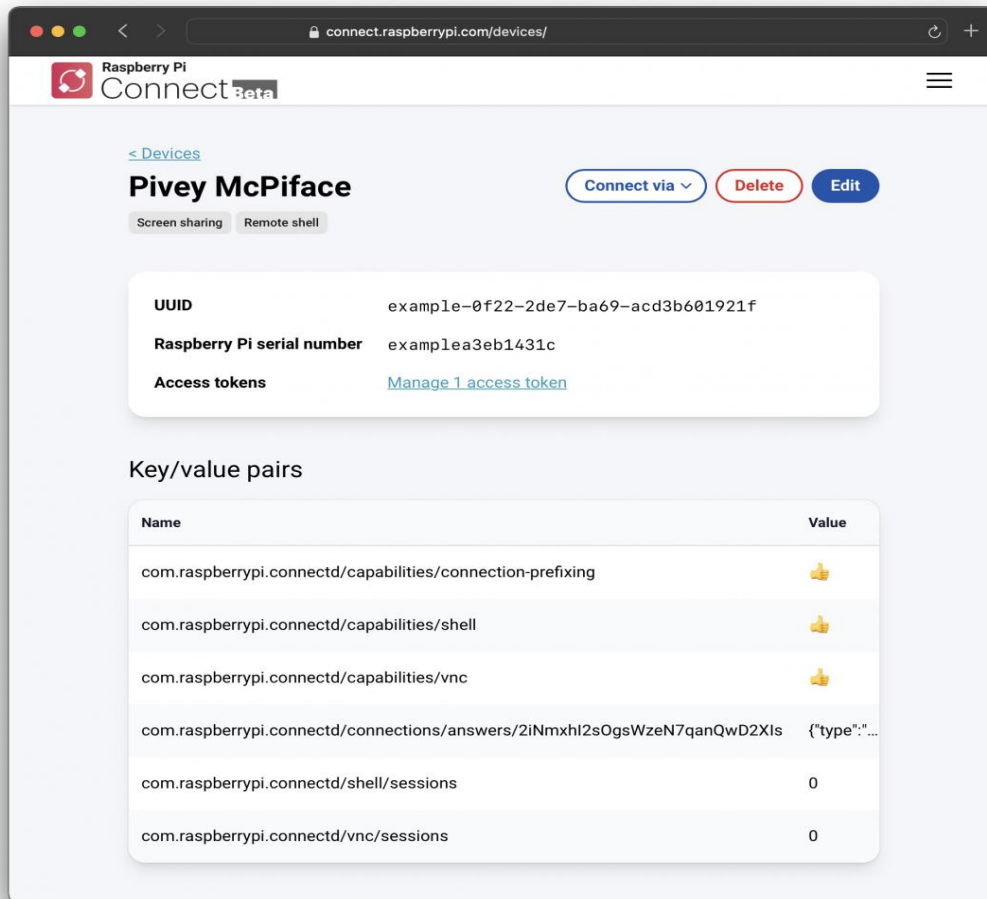 connect.raspberrypi.com/devices/
Raspberry Pi
Connect Beta
< Devices
Pivey McPiface
Connect via
Delete
Edit
Screen sharing Remote shell
UUID example-0f22-2de7-ba69-acd3b601921f
Raspberry Pi serial number examplea3eb1431c
Access tokens Manage 1 access token
Key/value pairs
Name Value
com.raspberrypi.connectd/capabilities/connection-prefixing 👍
com.raspberrypi.connectd/capabilities/shell 👍
com.raspberrypi.connectd/capabilities/vnc 👍
com.raspberrypi.connectd/connections/answers/2iNmxhI2sOgsWzeN7qanQwD2XIs {"type":"...
com.raspberrypi.connectd/shell/sessions 0
com.raspberrypi.connectd/vnc/sessions 0